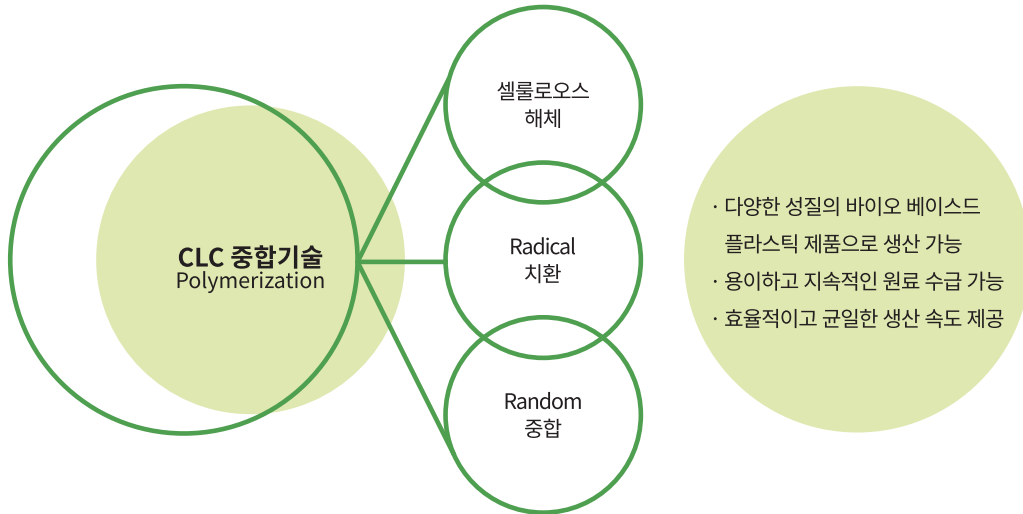 CLC 중합기술
Polymerization
셀룰로오스
해체
Radical
치환
Random
중합
· 다양한 성질의 바이오 베이스드
플라스틱 제품으로 생산 가능
· 용이하고 지속적인 원료 수급 가능
· 효율적이고 균일한 생산 속도 제공